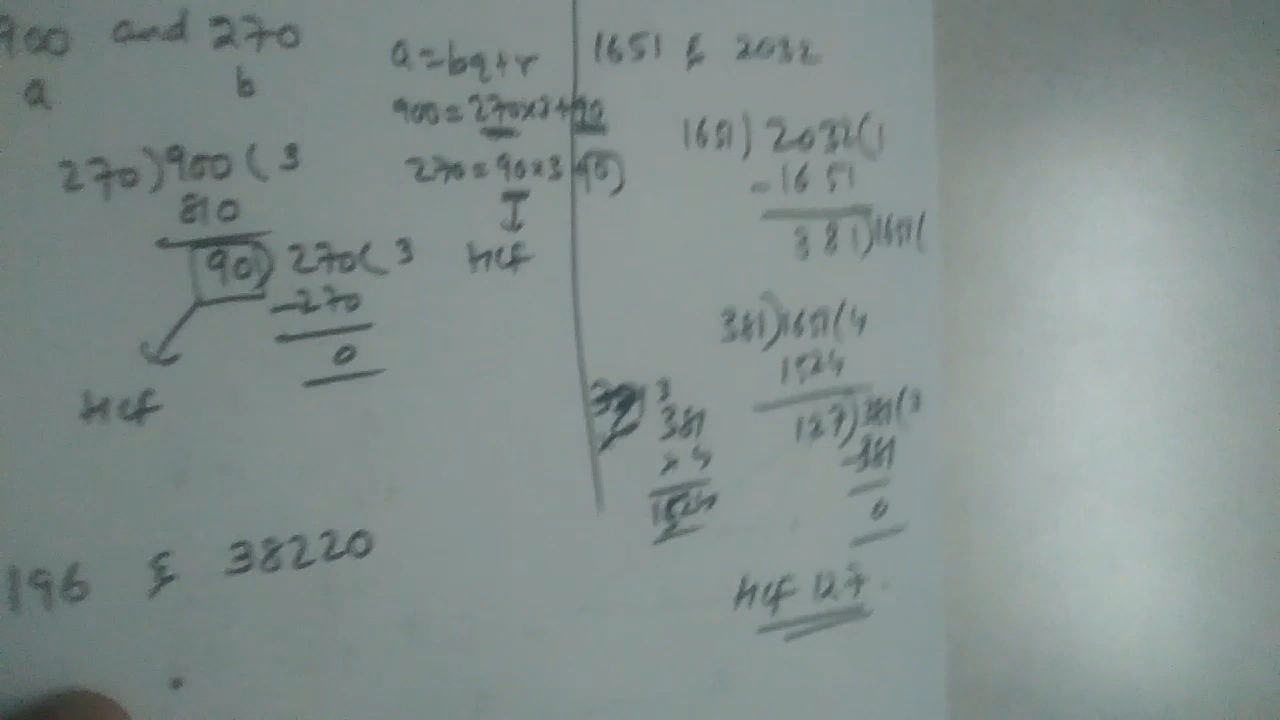 900 and 270
a b
270)900(3
810
90)270(3
-270
0
HCF
a=bq+r
900=270×3+90
270=90×3+0
HCF
196 & 38220
1651 & 2032
1651)2032(1
-1651
381)1651(
381)1651(4
1524
127)381(3
-381
0
3
381
× 4
1524
HCF 127.